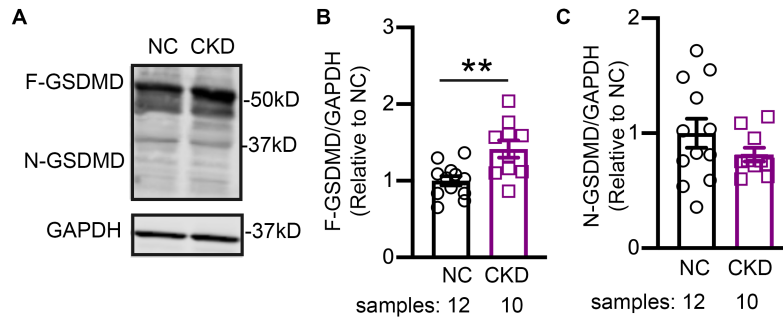 A
NC CKD
F-GSDMD
-50kD
-37kD
N-GSDMD
GAPDH
-37kD
B
F-GSDMD/GAPDH
(Relative to NC)
3
2
1
0
**
NC CKD
samples: 12 10
C
N-GSDMD/GAPDH
(Relative to NC)
2
1
0
NC CKD
samples: 12 10